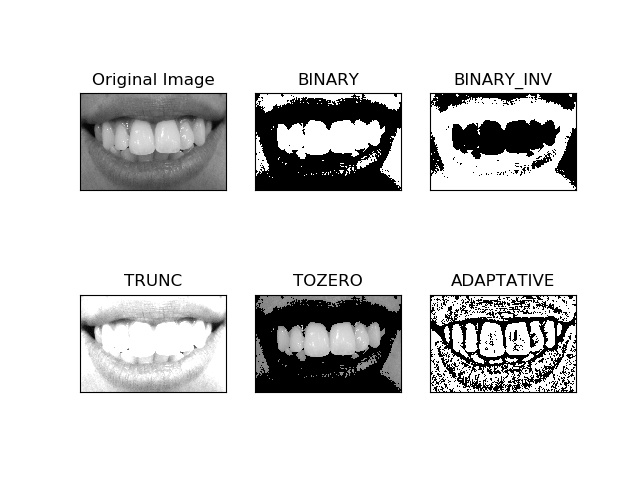 Original Image
BINARY
BINARY_INV
TRUNC
TOZERO
ADAPTATIVE